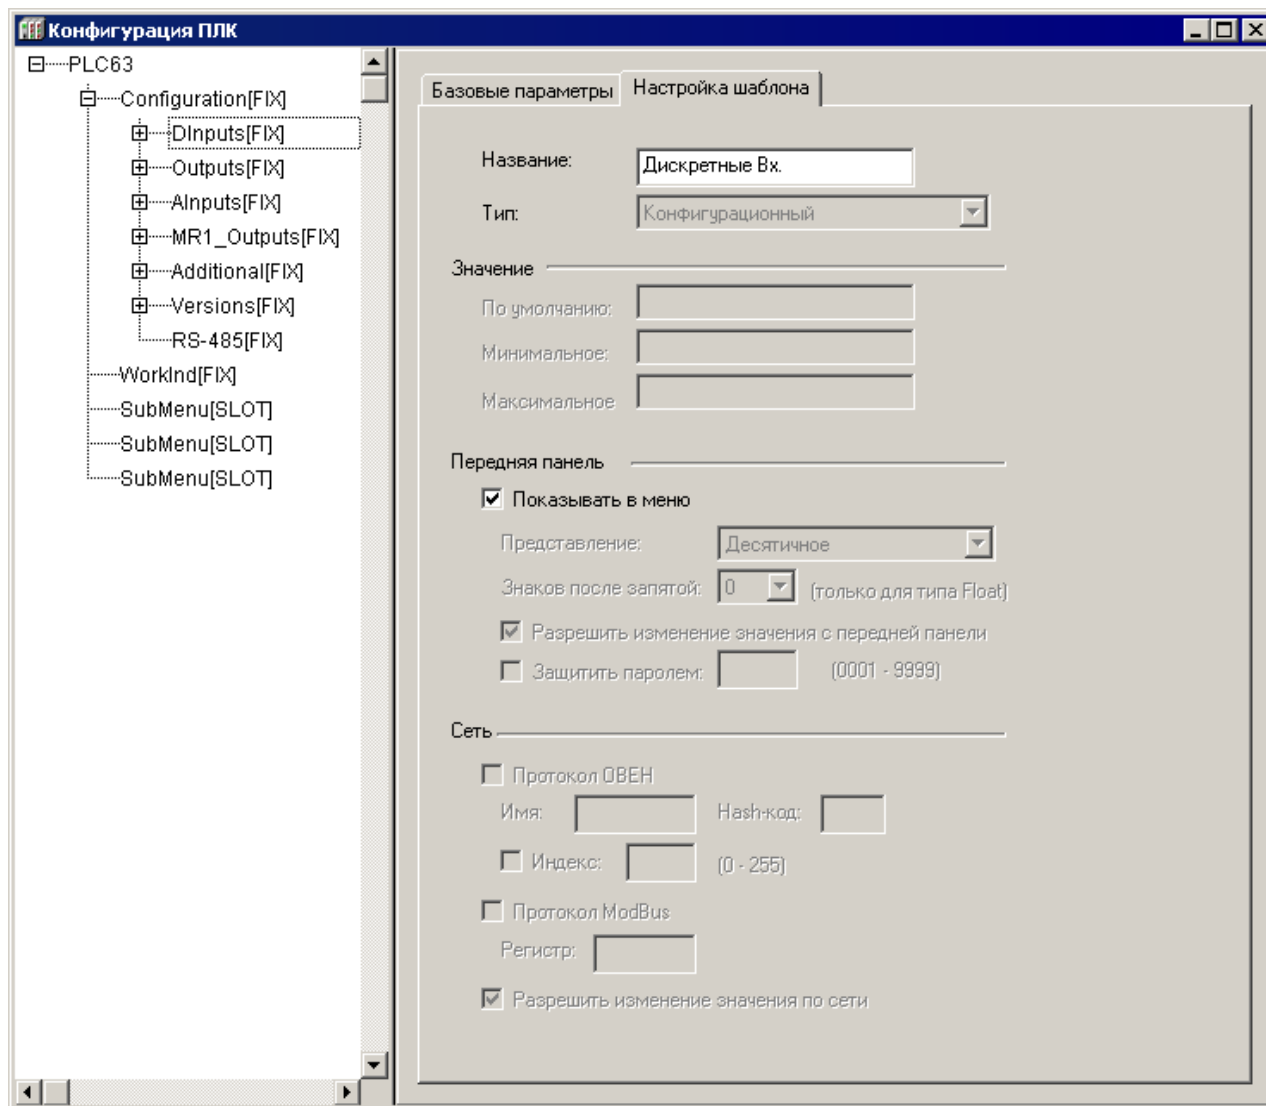 Конфигурация ПЛК
PLC63
Configuration[FIX]
DInputs[FIX]
Outputs[FIX]
AInputs[FIX]
MR1_Outputs[FIX]
Additional[FIX]
Versions[FIX]
RS-485[FIX]
WorkInd[FIX]
SubMenu[SLOT]
SubMenu[SLOT]
SubMenu[SLOT]
Базовые параметры Настройка шаблона
Название: Дискретные Вх.
Тип: Конфигурационный
Значение
По умолчанию:
Минимальное:
Максимальное
Передняя панель
Показывать в меню
Представление: Десятичное
Знаков после запятой: 0 (только для типа Float)
Разрешить изменение значения с передней панели
Защитить паролем: (0001 - 9999)
Сеть
Протокол ОВЕН
Имя: Hash-код:
Индекс: (0 - 255)
Протокол ModBus
Регистр:
Разрешить изменение значения по сети